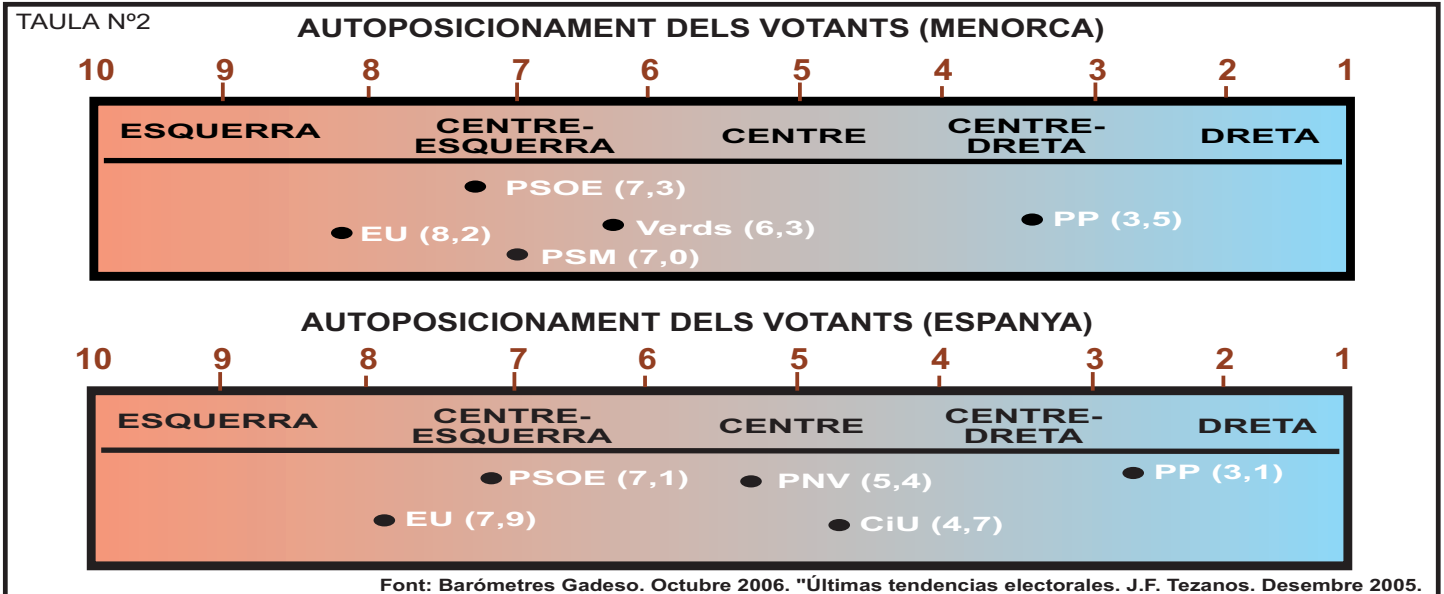 TAULA Nº2
AUTOPOSICIONAMENT DELS VOTANTS (MENORCA)
10 9 8 7 6 5 4 3 2 1
ESQUERRA CENTRE-ESQUERRA CENTRE CENTRE-DRETA DRETA
PSOE (7,3)
EU (8,2) Verds (6,3) PP (3,5)
PSM (7,0)
AUTOPOSICIONAMENT DELS VOTANTS (ESPANYA)
10 9 8 7 6 5 4 3 2 1
ESQUERRA CENTRE-ESQUERRA CENTRE CENTRE-DRETA DRETA
PSOE (7,1) PNV (5,4) PP (3,1)
EU (7,9) CiU (4,7)
Font: Barómetres Gadeso. Octubre 2006. "Últimas tendencias electorales. J.F. Tezanos. Desembre 2005.